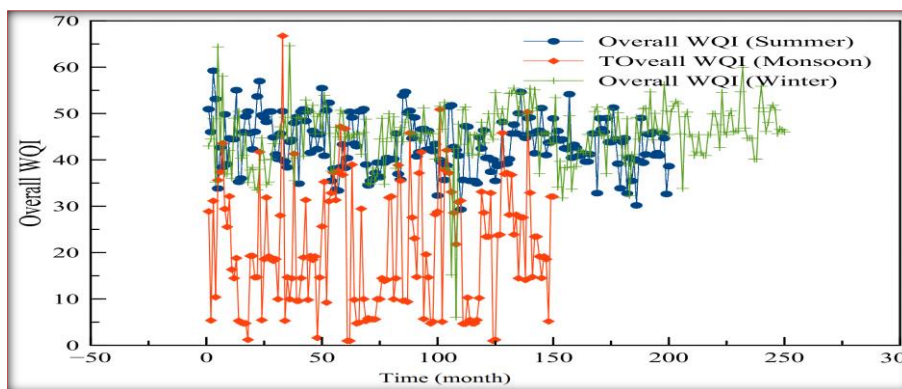 70
60
50
40
30
20
10
0
Overall WQI
Overall WQI (Summer)
TOveall WQI (Monsoon)
Overall WQI (Winter)
−50 0 50 100 150 200 250 30
Time (month)